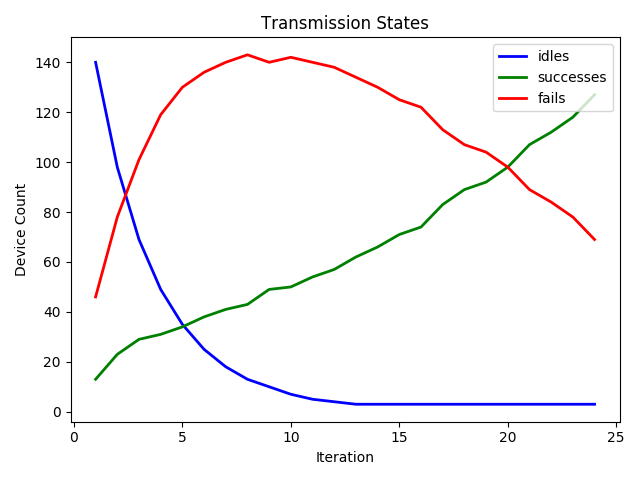 Transmission States
idles
successes
fails
Device Count
140
120
100
80
60
40
20
0
0 5 10 15 20 25
Iteration